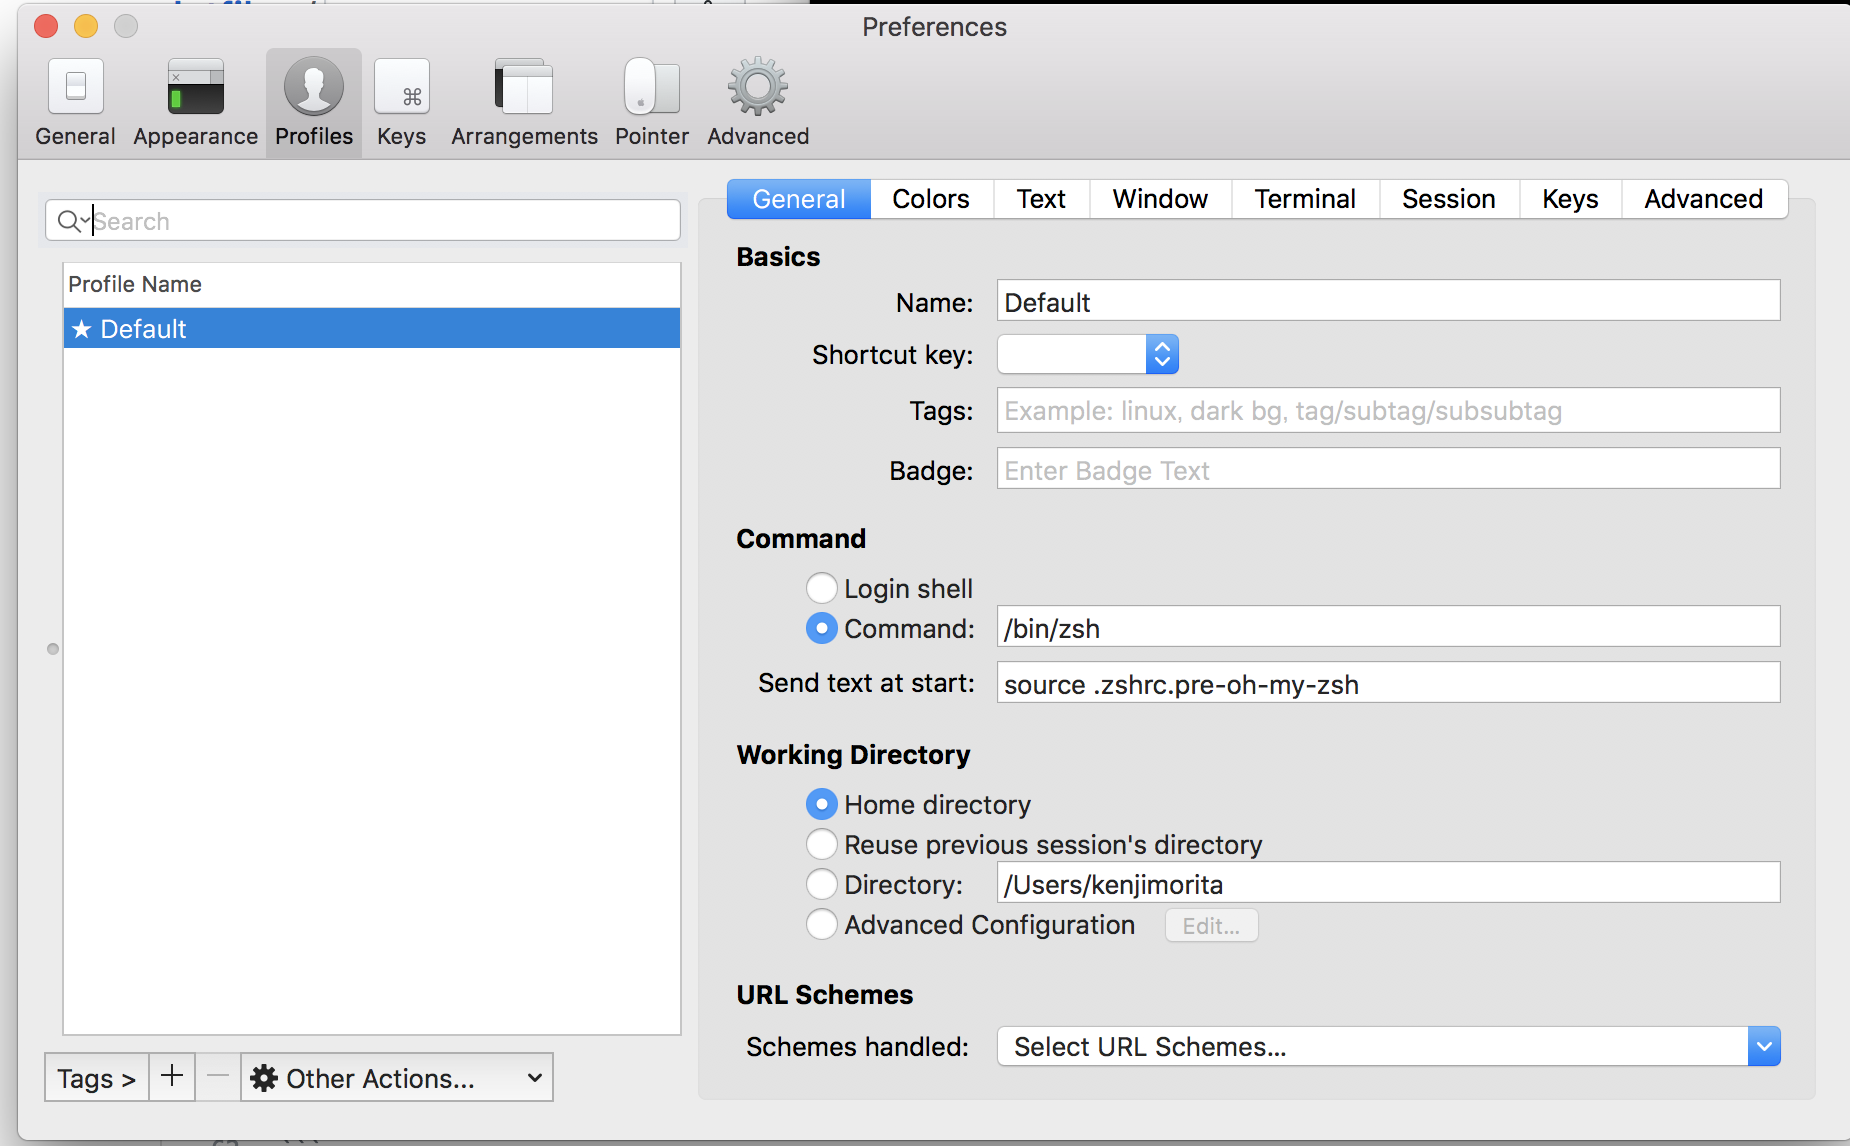 Preferences
General Appearance Profiles Keys Arrangements Pointer Advanced
Search
Profile Name
★ Default
Tags > + − Other Actions...
General Colors Text Window Terminal Session Keys Advanced
Basics
Name: Default
Shortcut key:
Tags: Example: linux, dark bg, tag/subtag/subsubtag
Badge: Enter Badge Text
Command
Login shell
Command: /bin/zsh
Send text at start: source .zshrc.pre-oh-my-zsh
Working Directory
Home directory
Reuse previous session's directory
Directory: /Users/kenjimorita
Advanced Configuration Edit...
URL Schemes
Schemes handled: Select URL Schemes...